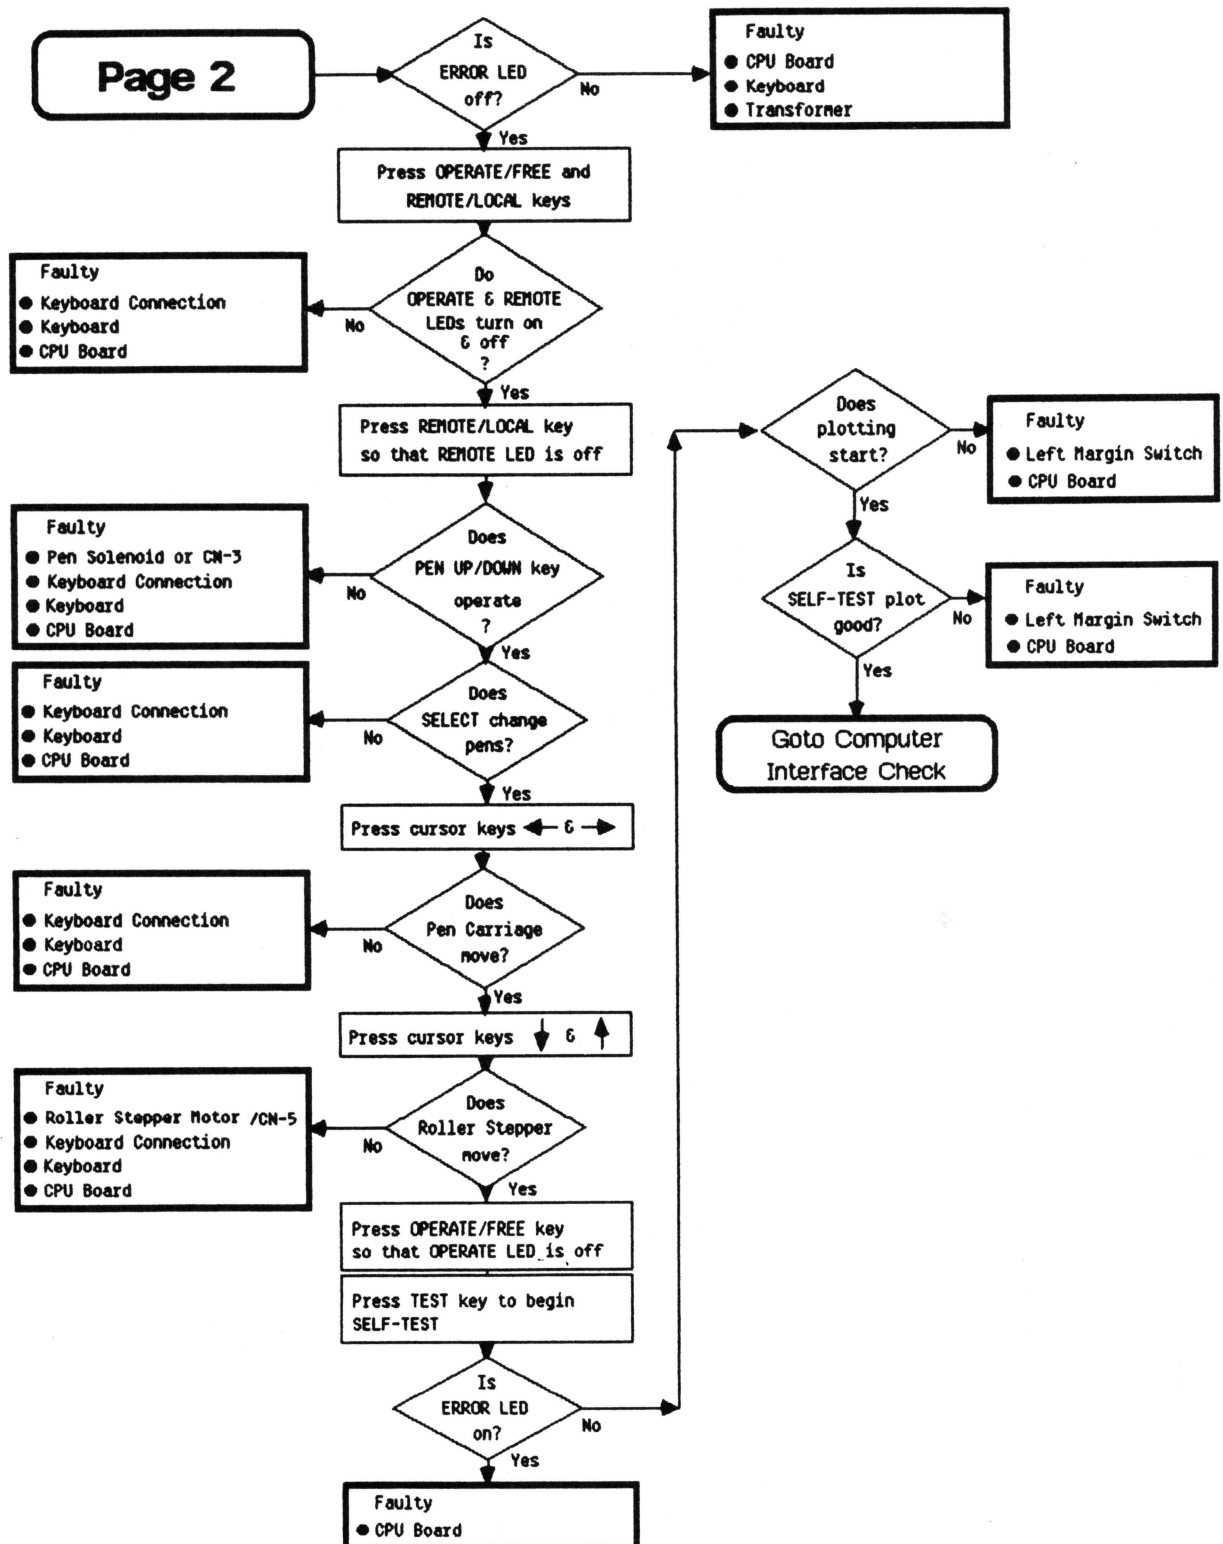 Page 2
Is
ERROR LED
off?
No
Faulty
● CPU Board
● Keyboard
● Transformer
Yes
Press OPERATE/FREE and
REMOTE/LOCAL keys
Do
OPERATE & REMOTE
LEDs turn on
& off
?
No
Faulty
● Keyboard Connection
● Keyboard
● CPU Board
Yes
Press REMOTE/LOCAL key
so that REMOTE LED is off
Does
PEN UP/DOWN key
operate
?
No
Faulty
● Pen Solenoid or CN-3
● Keyboard Connection
● Keyboard
● CPU Board
Yes
Does
SELECT change
pens?
No
Faulty
● Keyboard Connection
● Keyboard
● CPU Board
Yes
Press cursor keys ← & →
Does
Pen Carriage
move?
No
Faulty
● Keyboard Connection
● Keyboard
● CPU Board
Yes
Press cursor keys ↓ & ↑
Does
Roller Stepper
move?
No
Faulty
● Roller Stepper Motor /CN-5
● Keyboard Connection
● Keyboard
● CPU Board
Yes
Press OPERATE/FREE key
so that OPERATE LED is off
Press TEST key to begin
SELF-TEST
Is
ERROR LED
on?
No
Yes
Faulty
● CPU Board
Does
plotting
start?
No
Faulty
● Left Margin Switch
● CPU Board
Yes
Is
SELF-TEST plot
good?
No
Faulty
● Left Margin Switch
● CPU Board
Yes
Goto Computer
Interface Check